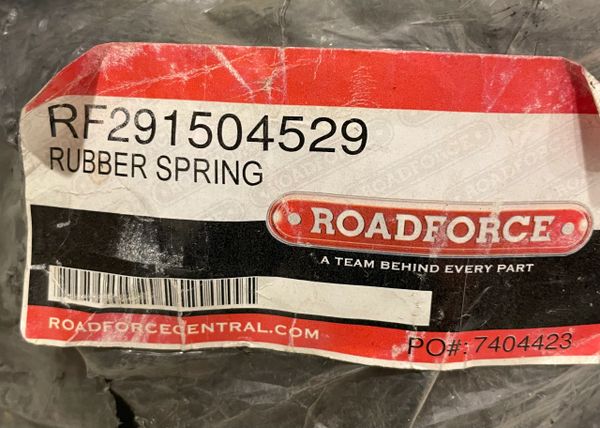 RF291504529
RUBBER SPRING
ROADFORCE
A TEAM BEHIND EVERY PART
ROADFORCECENTRAL.COM
PO#: 7404423